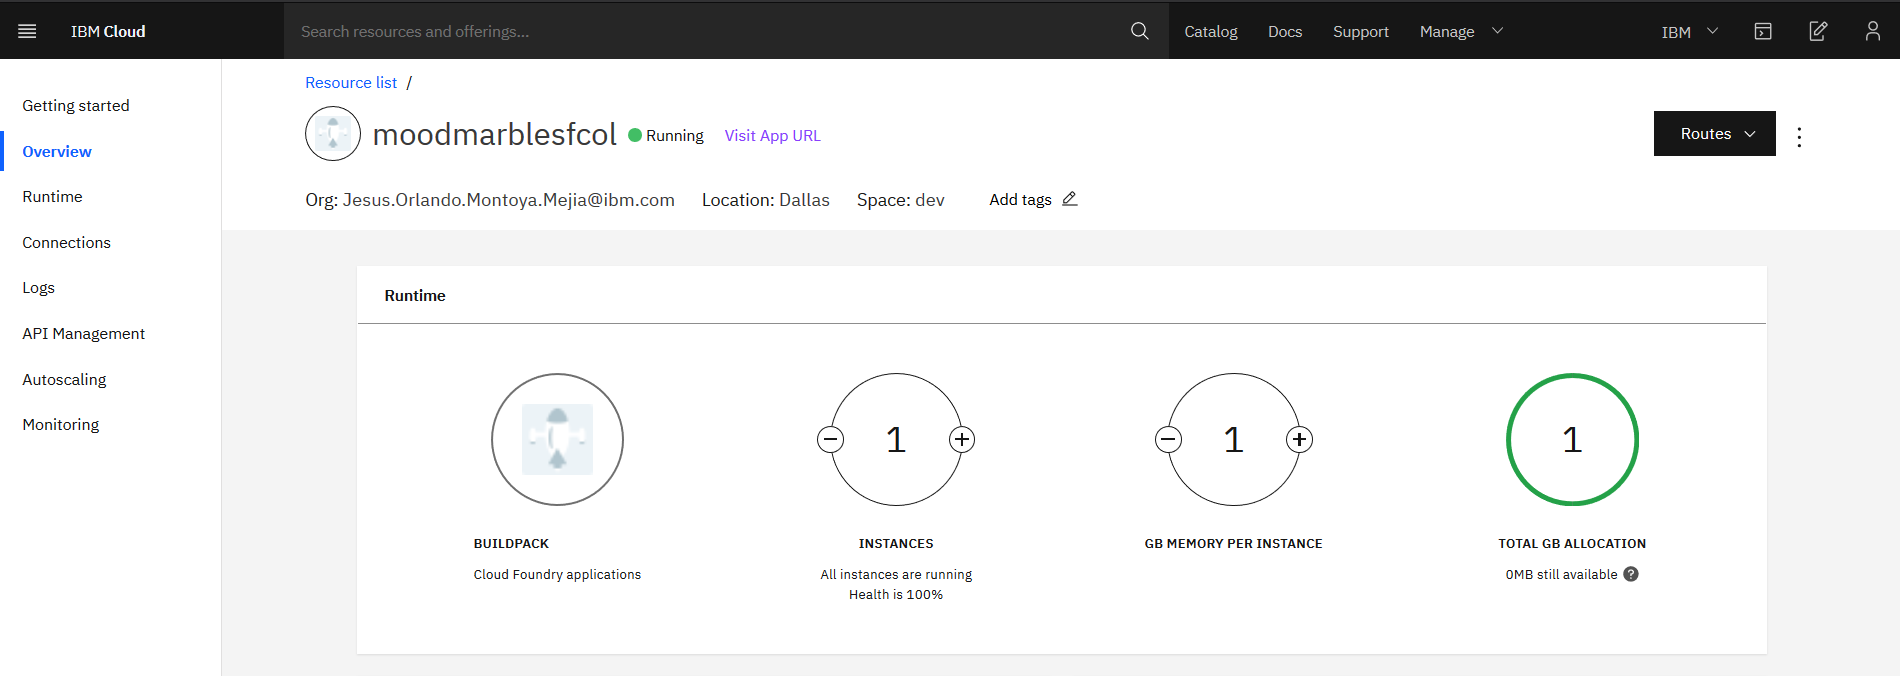 IBM Cloud
Search resources and offerings...
Catalog
Docs
Support
Manage
IBM
Getting started
Overview
Runtime
Connections
Logs
API Management
Autoscaling
Monitoring
Resource list /
moodmarblesfcol
Running
Visit App URL
Routes
Org: Jesus.Orlando.Montoya.Mejia@ibm.com
Location: Dallas
Space: dev
Add tags
Runtime
BUILDPACK
Cloud Foundry applications
1
INSTANCES
All instances are running
Health is 100%
1
GB MEMORY PER INSTANCE
1
TOTAL GB ALLOCATION
0MB still available